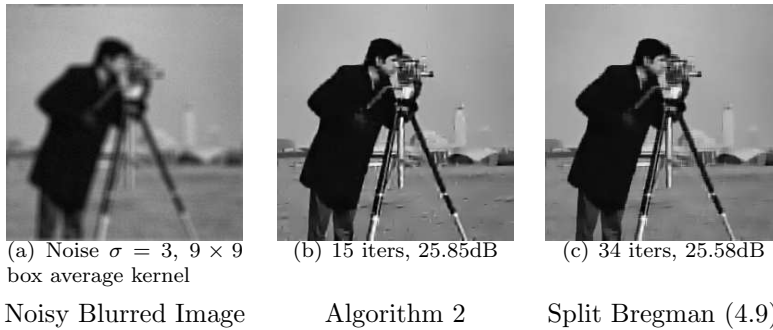 (a) Noise σ = 3, 9 × 9
box average kernel
(b) 15 iters, 25.85dB
(c) 34 iters, 25.58dB
Noisy Blurred Image
Algorithm 2
Split Bregman (4.9)